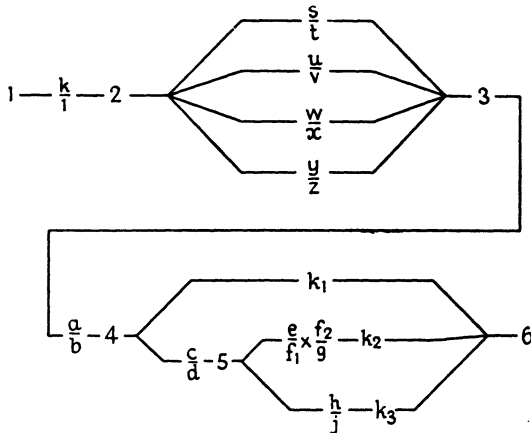 s/t
u/v
1 k/l 2 3
w/x
y/z
k₁
a/b 4 6
e/f₁ × f₂/g k₂
c/d 5
h/j k₃